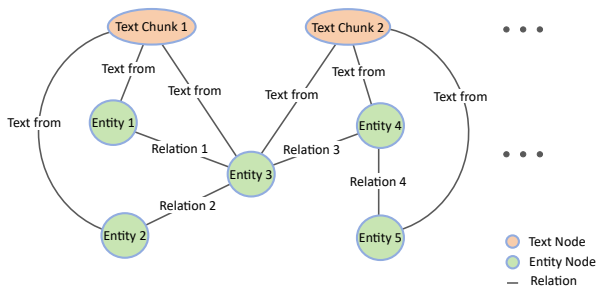 Text Chunk 1
Text Chunk 2
Text from
Text from
Text from
Text from
Text from
Text from
Entity 1
Entity 4
Relation 1
Relation 3
Entity 3
Relation 4
Relation 2
Entity 2
Entity 5
Text Node
Entity Node
Relation